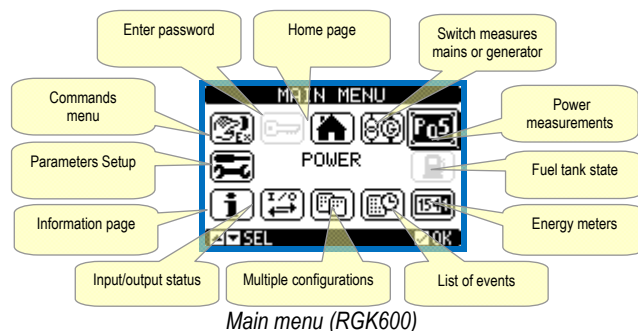 Enter password
Home page
Switch measures
mains or generator
Commands
menu
MAIN MENU
Ex
PQS
Power
measurements
Parameters Setup
POWER
Fuel tank state
Information page
i
I/O
Energy meters
SEL
OK
Input/output status
Multiple configurations
List of events
Main menu (RGK600)